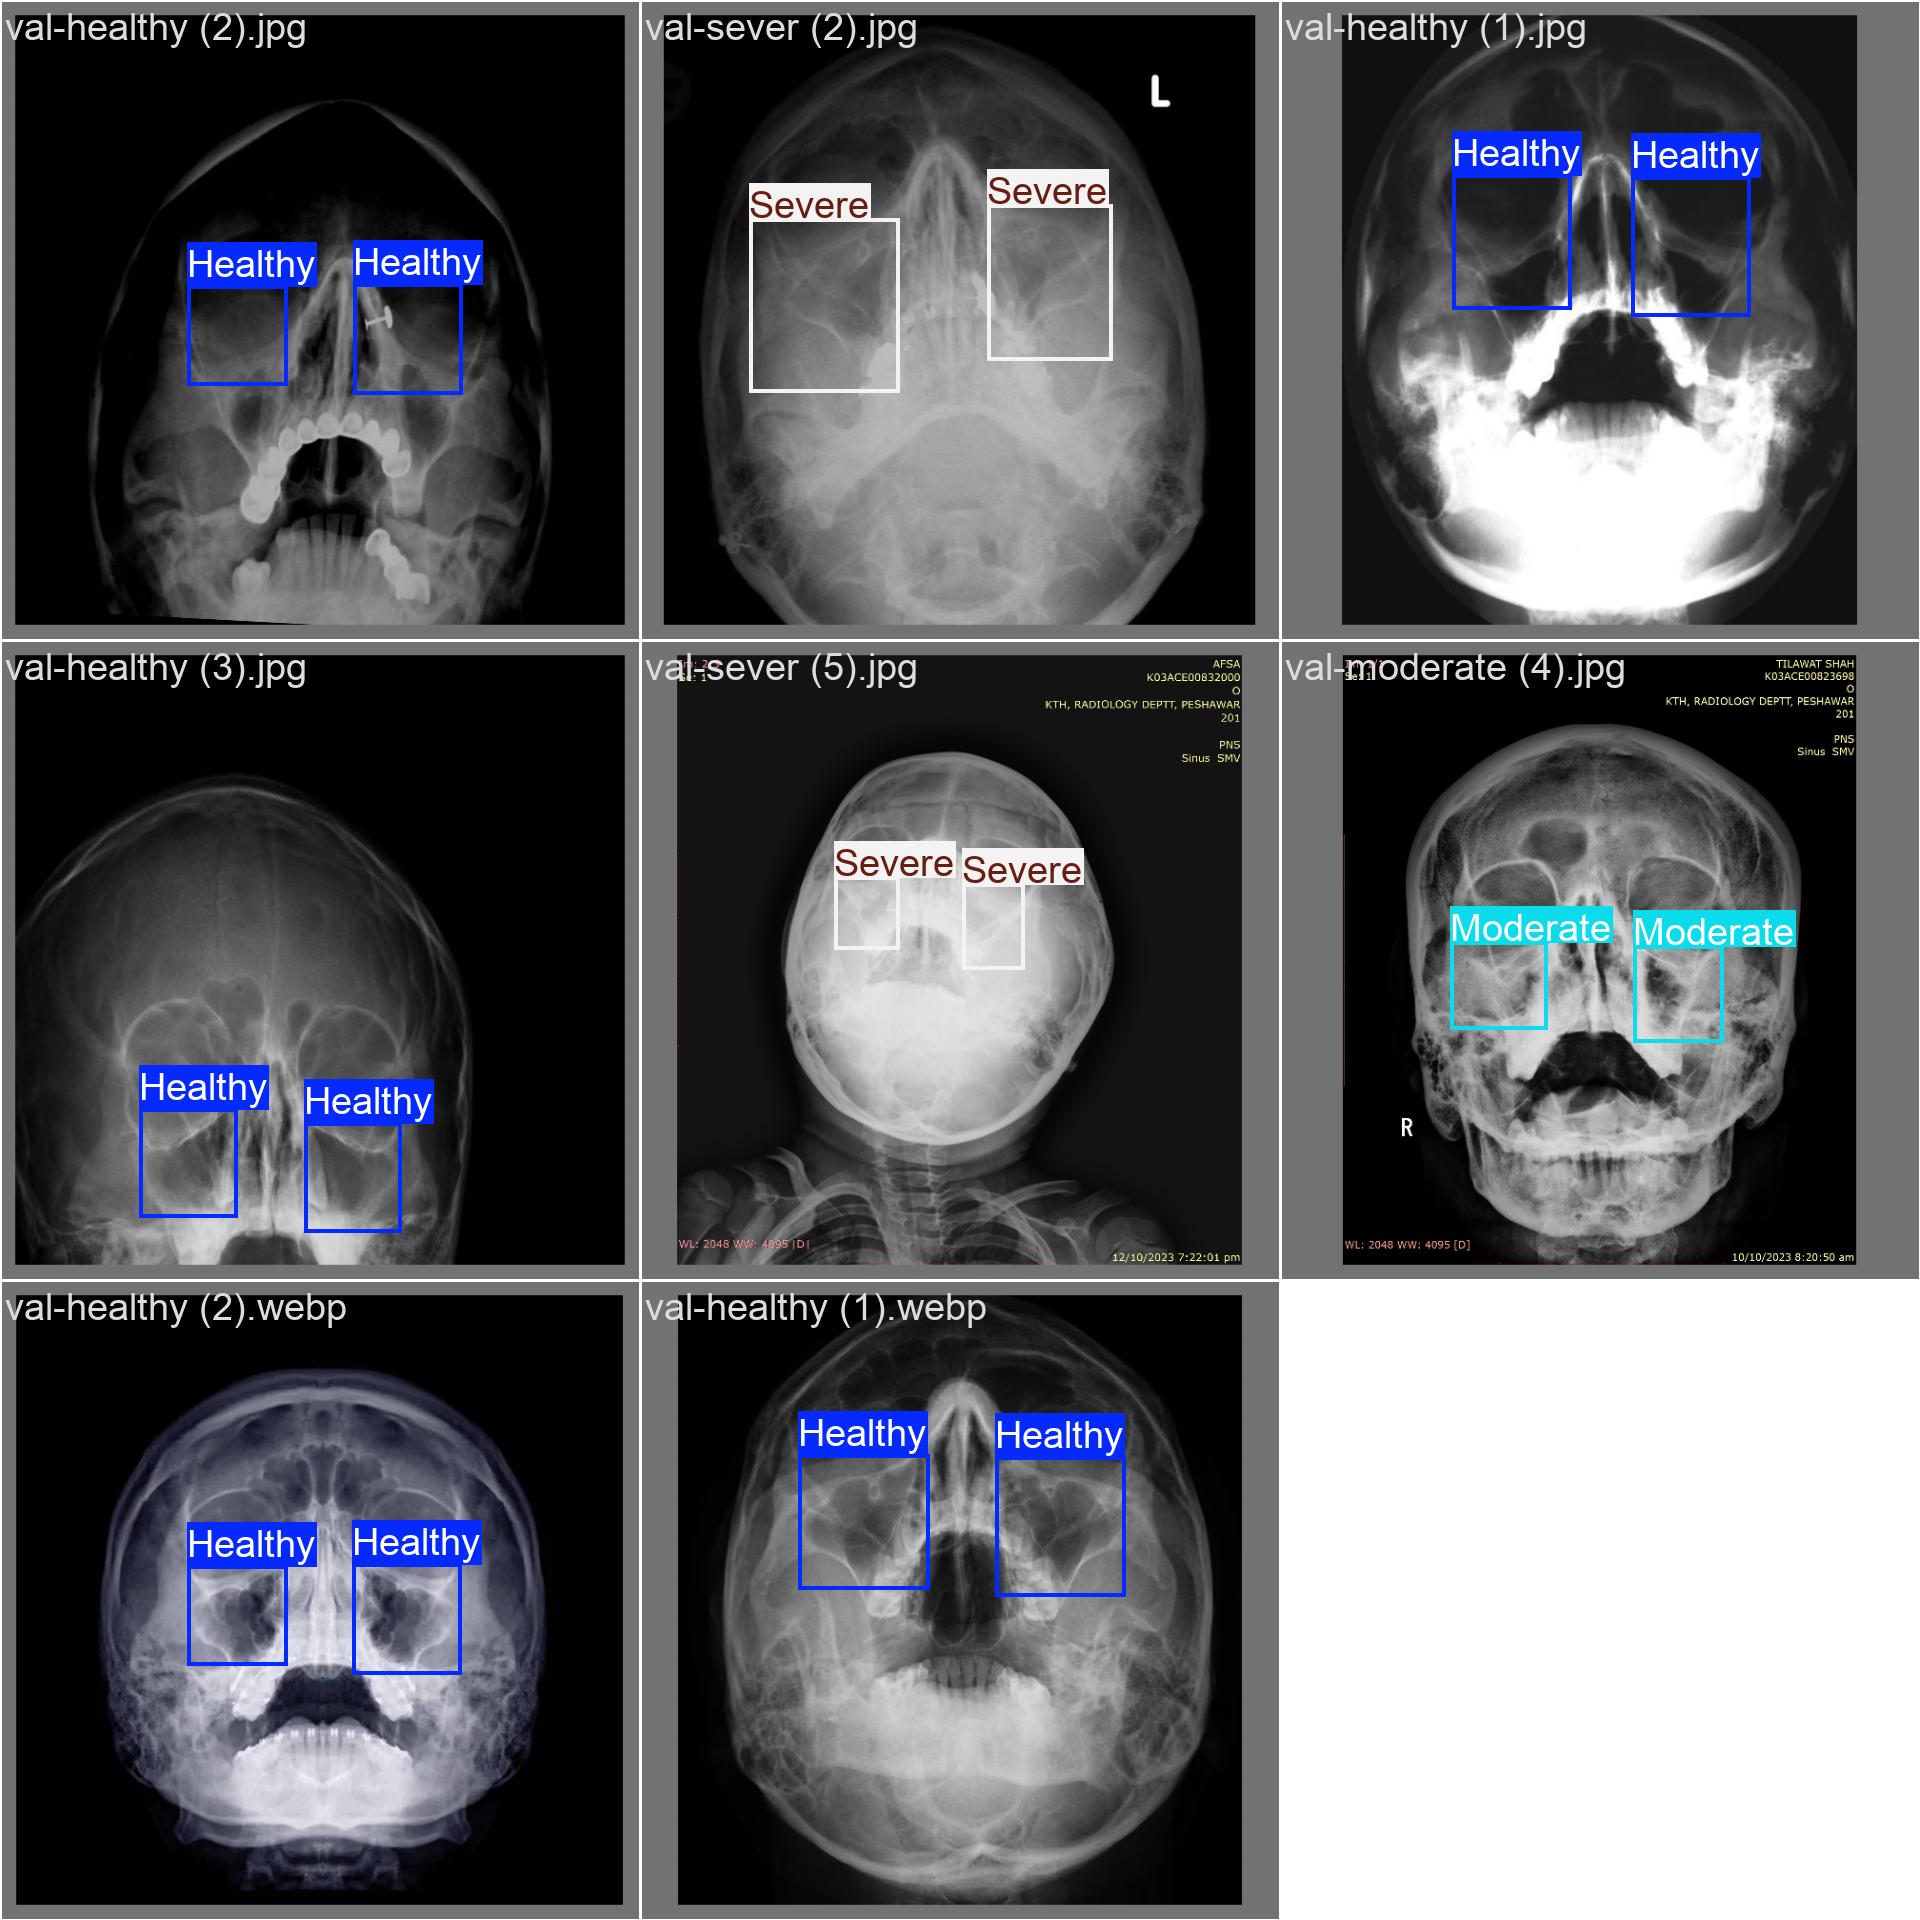 val-healthy (2).jpg
Healthy
Healthy
val-sever (2).jpg
L
Severe
Severe
val-healthy (1).jpg
Healthy
Healthy
val-healthy (3).jpg
Healthy
Healthy
val-sever (5).jpg
AFSA
K03ACE00832000
O
KTH, RADIOLOGY DEPTT, PESHAWAR
201
PNS
Sinus SMV
Severe
Severe
WL: 2048 WW: 4095 [D]
12/10/2023 7:22:01 pm
val-moderate (4).jpg
TILAWAT SHAH
K03ACE00823698
O
KTH, RADIOLOGY DEPTT, PESHAWAR
201
PNS
Sinus SMV
Moderate
Moderate
R
WL: 2048 WW: 4095 [D]
10/10/2023 8:20:50 am
val-healthy (2).webp
Healthy
Healthy
val-healthy (1).webp
Healthy
Healthy